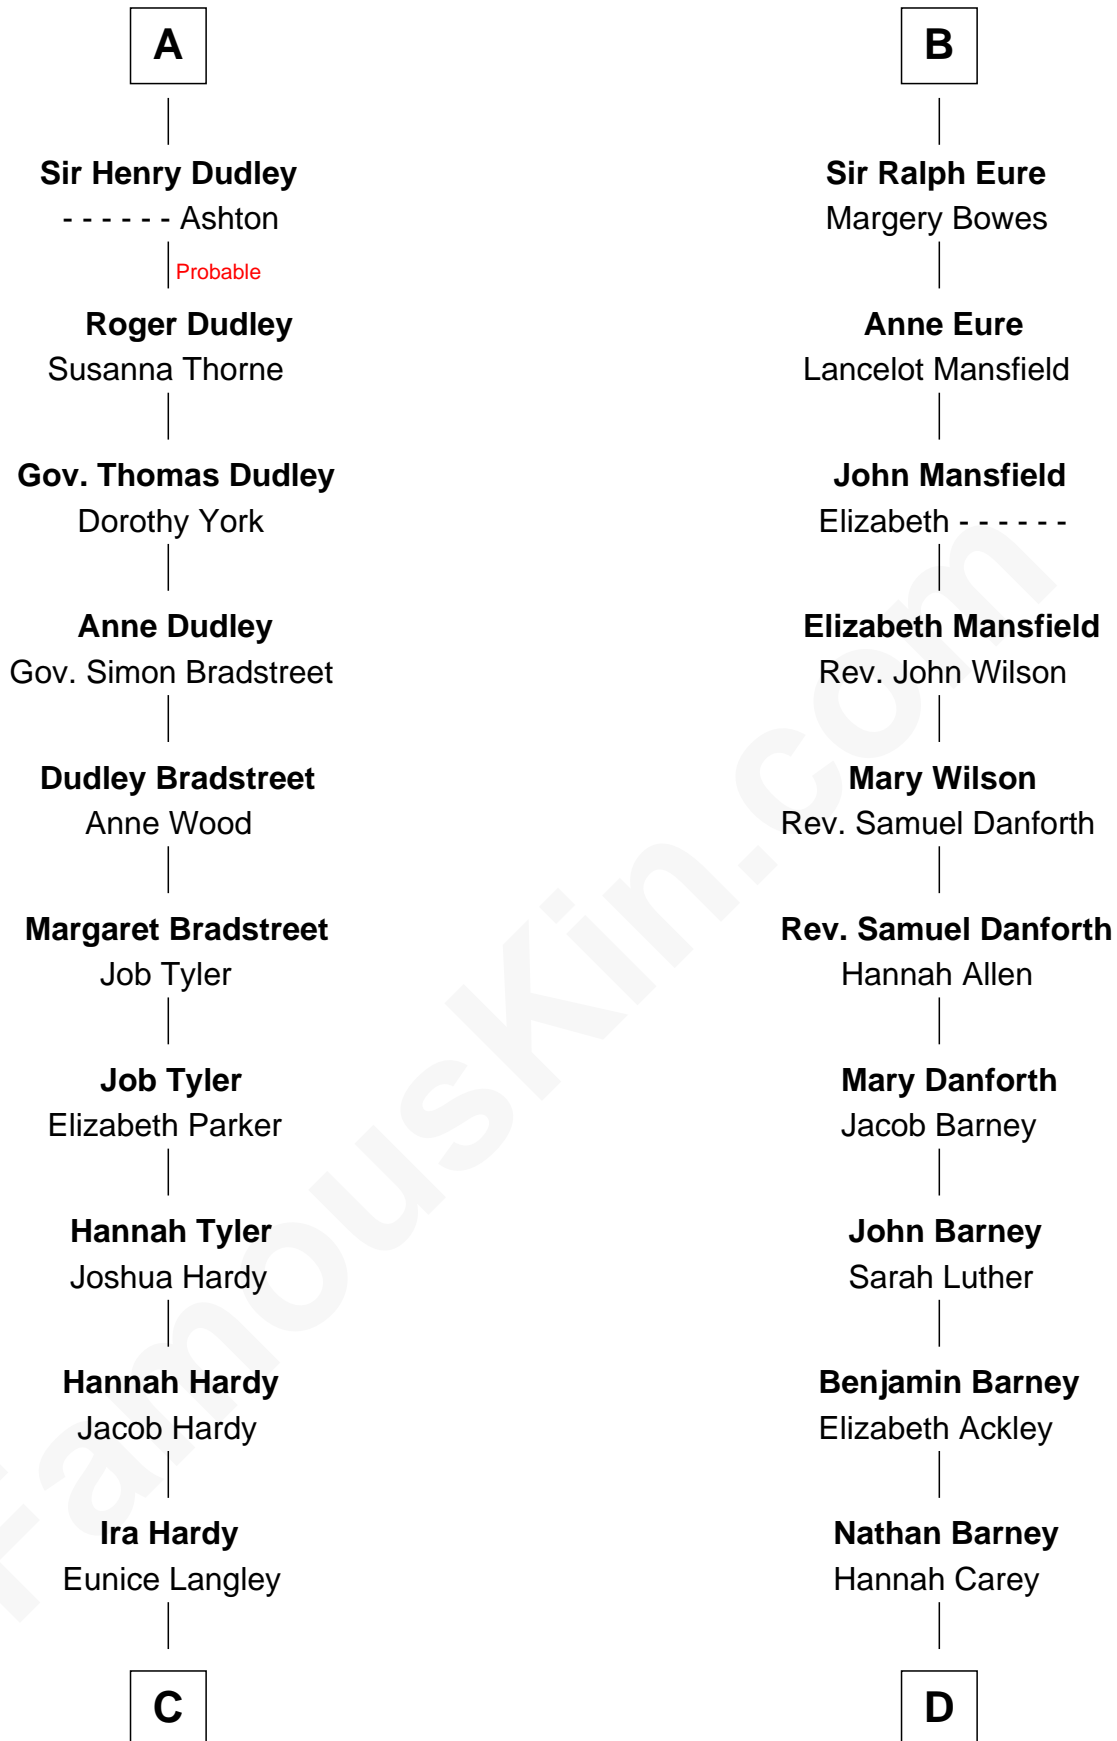 A
Sir Henry Dudley
- - - - - - Ashton
Probable
Roger Dudley
Susanna Thorne
Gov. Thomas Dudley
Dorothy York
Anne Dudley
Gov. Simon Bradstreet
Dudley Bradstreet
Anne Wood
Margaret Bradstreet
Job Tyler
Job Tyler
Elizabeth Parker
Hannah Tyler
Joshua Hardy
Hannah Hardy
Jacob Hardy
Ira Hardy
Eunice Langley
C
B
Sir Ralph Eure
Margery Bowes
Anne Eure
Lancelot Mansfield
John Mansfield
Elizabeth - - - - - -
Elizabeth Mansfield
Rev. John Wilson
Mary Wilson
Rev. Samuel Danforth
Rev. Samuel Danforth
Hannah Allen
Mary Danforth
Jacob Barney
John Barney
Sarah Luther
Benjamin Barney
Elizabeth Ackley
Nathan Barney
Hannah Carey
D
FamousKin.com